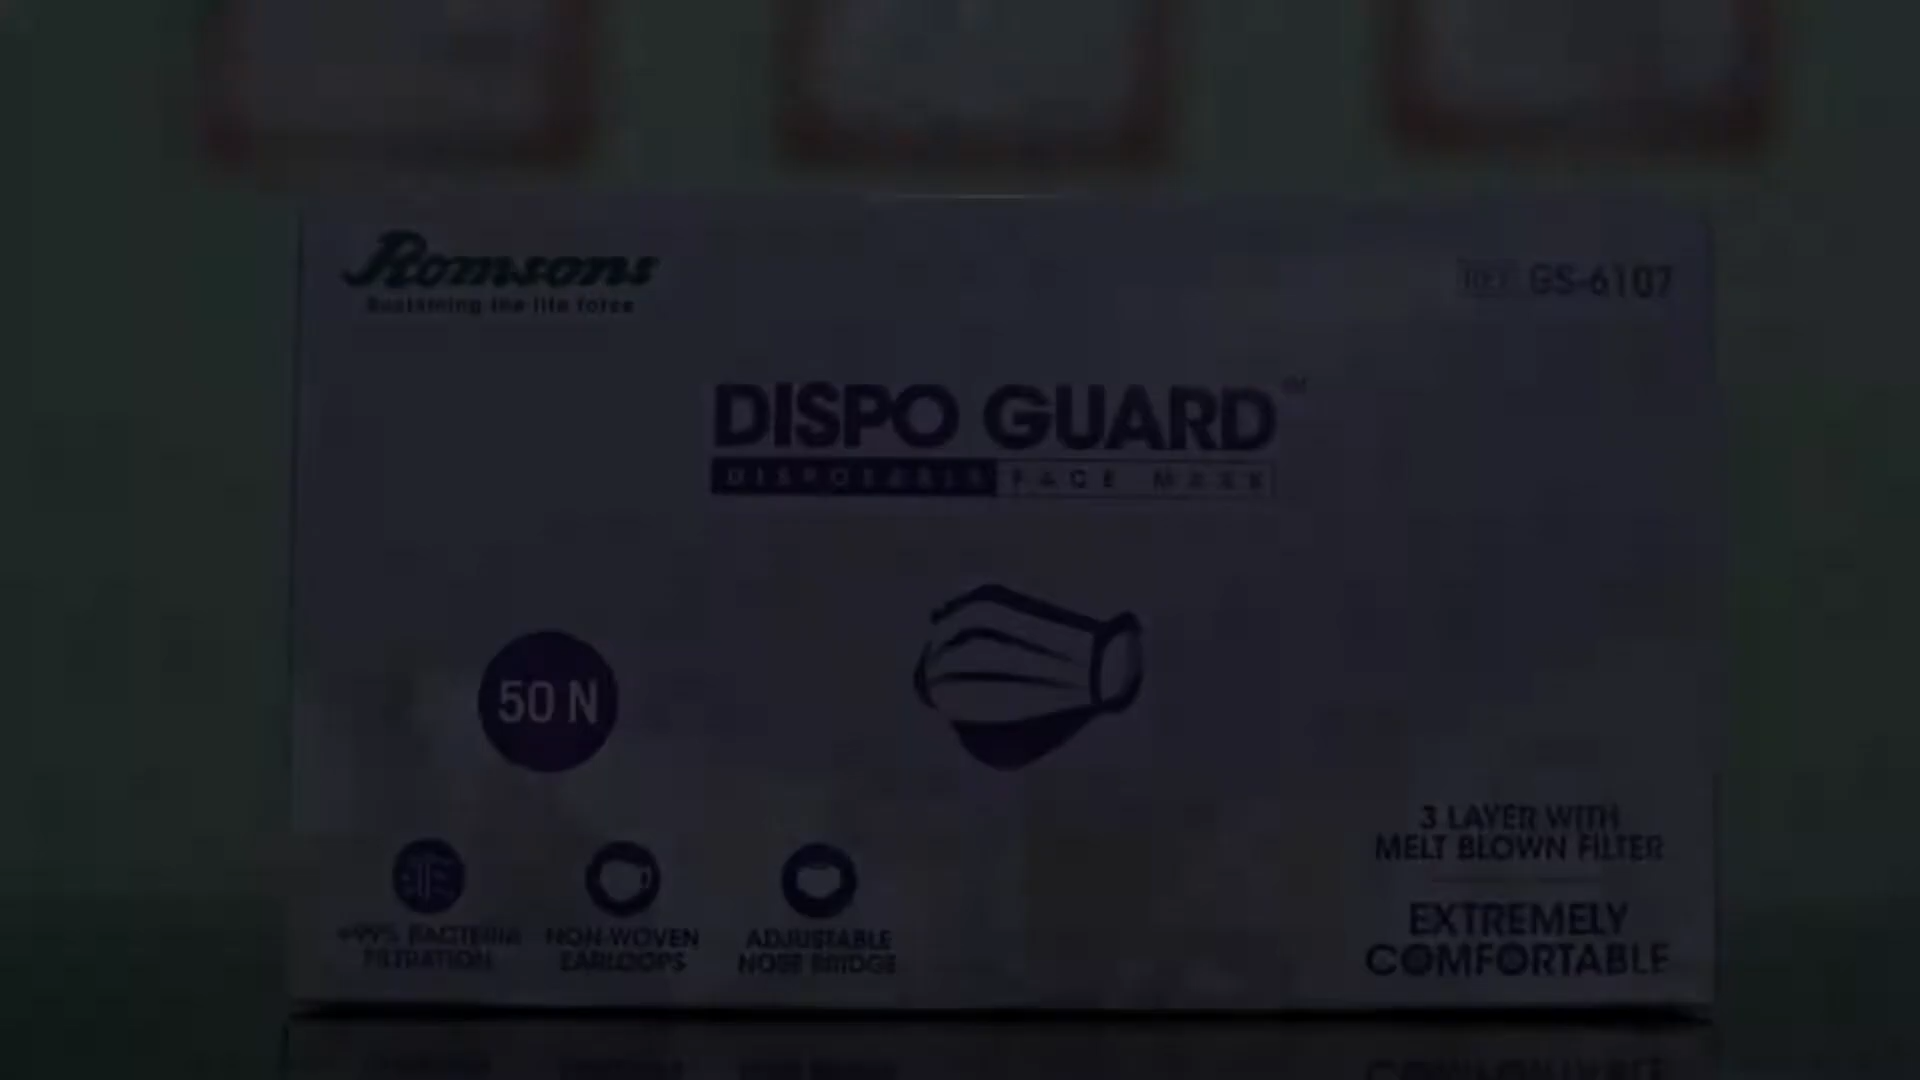 Romsons
Sustaining the life force
REF GS-6107
DISPO GUARD™
DISPOSABLE FACE MASK
50 N
3 LAYER WITH
MELT BLOWN FILTER
>99% BACTERIA
FILTRATION
NON-WOVEN
EARLOOPS
ADJUSTABLE
NOSE BRIDGE
EXTREMELY
COMFORTABLE